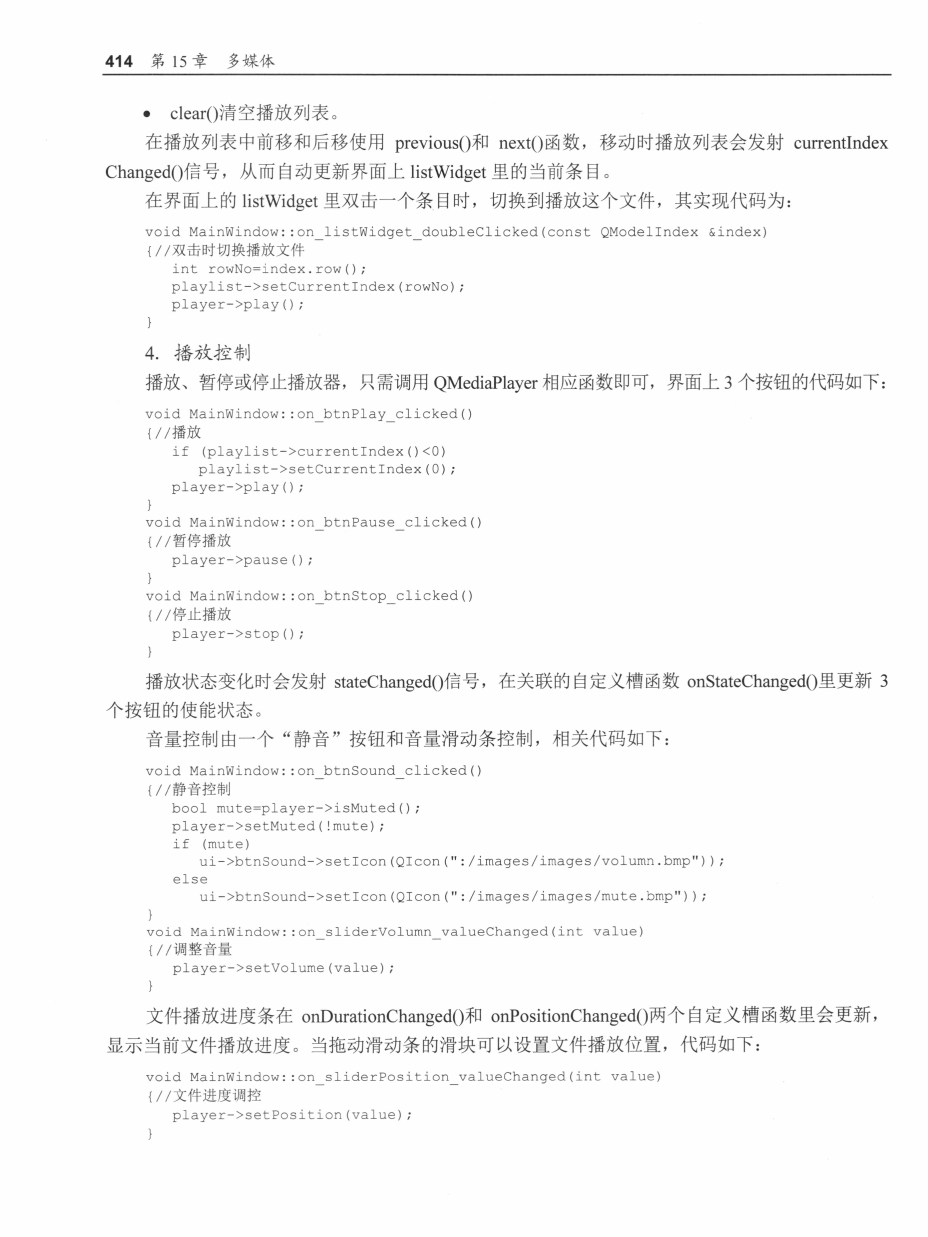 414 第 15 章 多媒体
● clear()清空播放列表。
在播放列表中前移和后移使用 previous()和 next()函数，移动时播放列表会发射 currentIndex
Changed()信号，从而自动更新界面上 listWidget 里的当前条目。
在界面上的 listWidget 里双击一个条目时，切换到播放这个文件，其实现代码为：
void MainWindow::on_listWidget_doubleClicked(const QModelIndex &index)
{//双击时切换播放文件
int rowNo=index.row();
playlist->setCurrentIndex(rowNo);
player->play();
}
4. 播放控制
播放、暂停或停止播放器，只需调用 QMediaPlayer 相应函数即可，界面上 3 个按钮的代码如下：
void MainWindow::on_btnPlay_clicked()
{//播放
if (playlist->currentIndex()<0)
playlist->setCurrentIndex(0);
player->play();
}
void MainWindow::on_btnPause_clicked()
{//暂停播放
player->pause();
}
void MainWindow::on_btnStop_clicked()
{//停止播放
player->stop();
}
播放状态变化时会发射 stateChanged()信号，在关联的自定义槽函数 onStateChanged()里更新 3
个按钮的使能状态。
音量控制由一个“静音”按钮和音量滑动条控制，相关代码如下：
void MainWindow::on_btnSound_clicked()
{//静音控制
bool mute=player->isMuted();
player->setMuted(!mute);
if (mute)
ui->btnSound->setIcon(QIcon(":/images/images/volumn.bmp"));
else
ui->btnSound->setIcon(QIcon(":/images/images/mute.bmp"));
}
void MainWindow::on_sliderVolumn_valueChanged(int value)
{//调整音量
player->setVolume(value);
}
文件播放进度条在 onDurationChanged()和 onPositionChanged()两个自定义槽函数里会更新，
显示当前文件播放进度。当拖动滑动条的滑块可以设置文件播放位置，代码如下：
void MainWindow::on_sliderPosition_valueChanged(int value)
{//文件进度调控
player->setPosition(value);
}